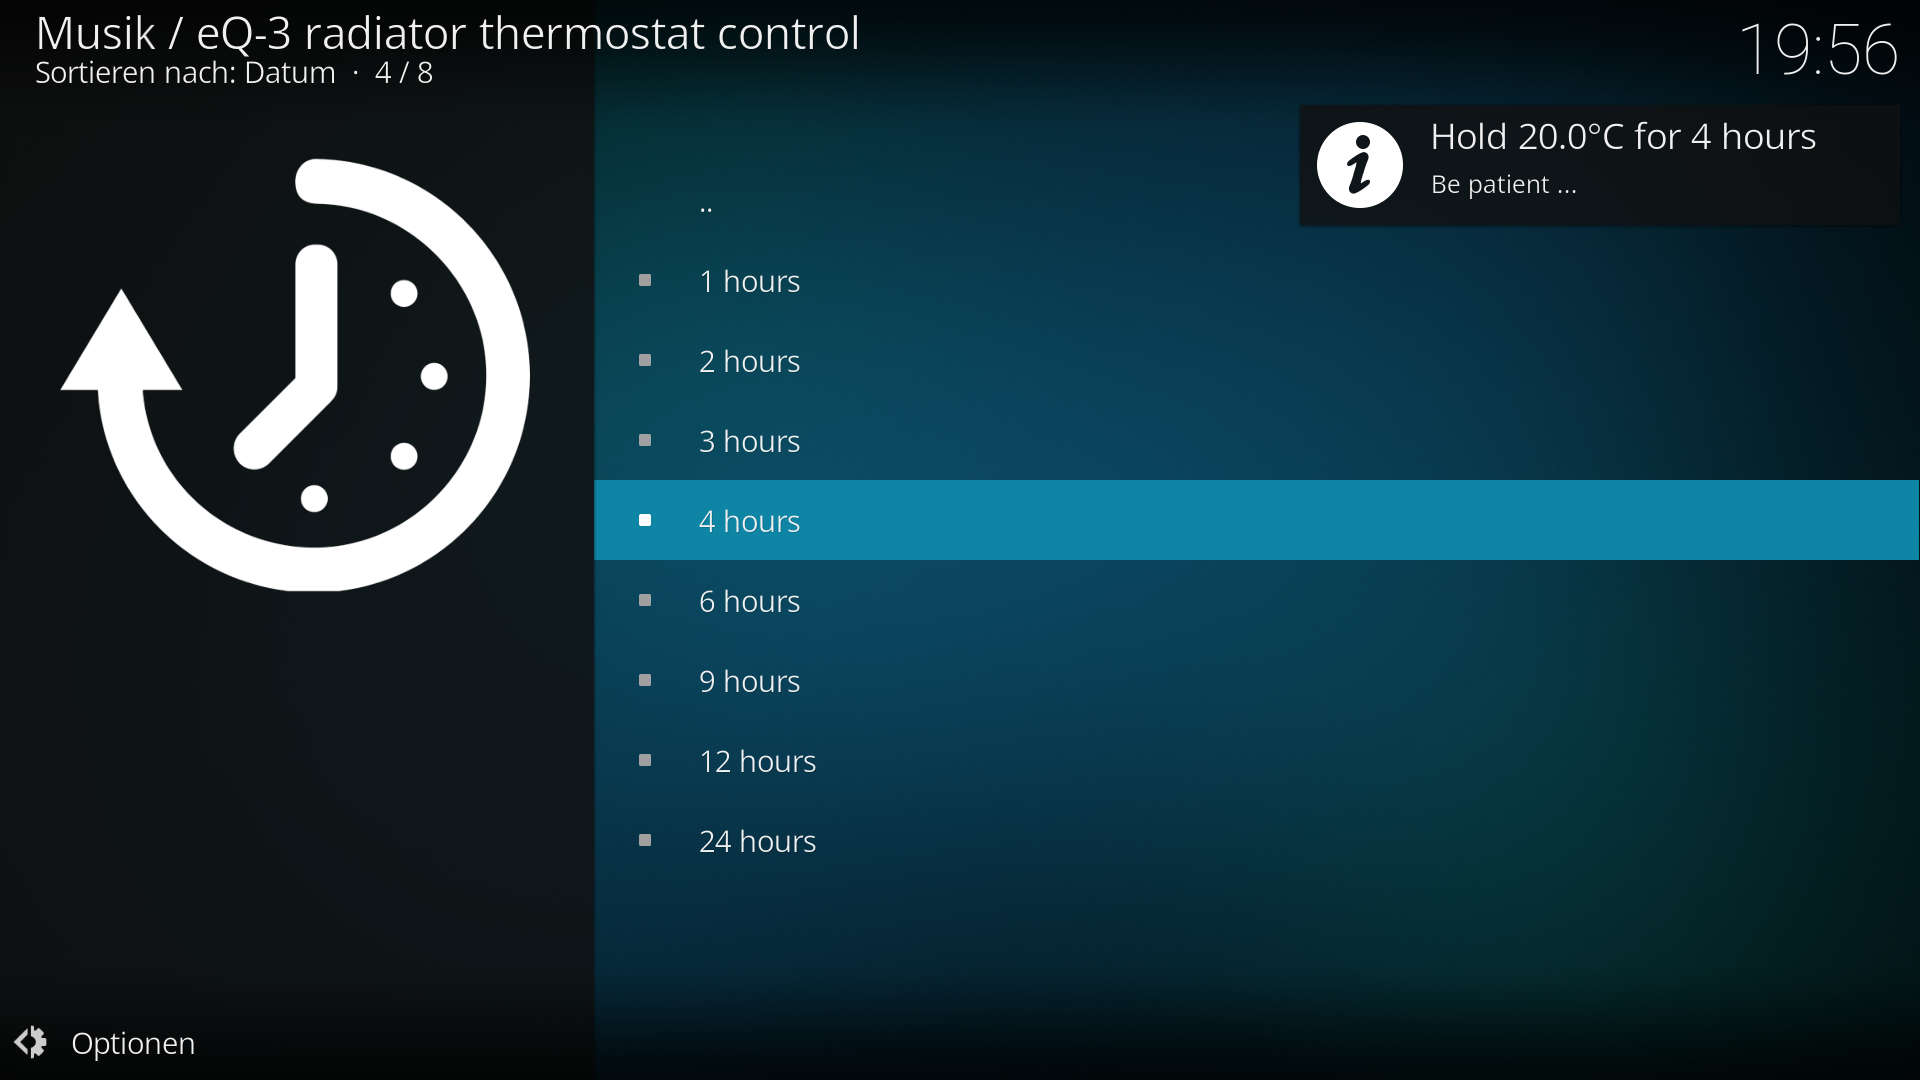 Musik / eQ-3 radiator thermostat control
Sortieren nach: Datum · 4 / 8
19:56
Hold 20.0°C for 4 hours
Be patient ...
..
1 hours
2 hours
3 hours
4 hours
6 hours
9 hours
12 hours
24 hours
Optionen